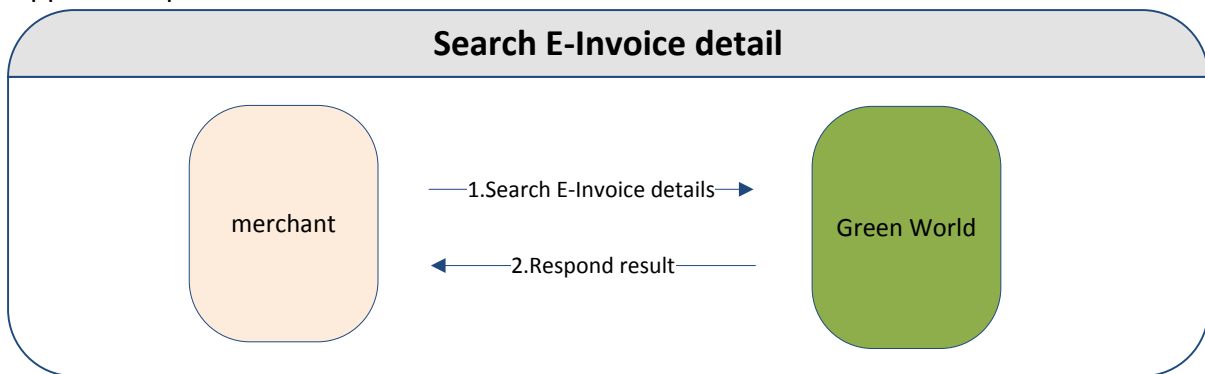 Search E-Invoice detail
1.Search E-Invoice details
merchant
Green World
2.Respond result